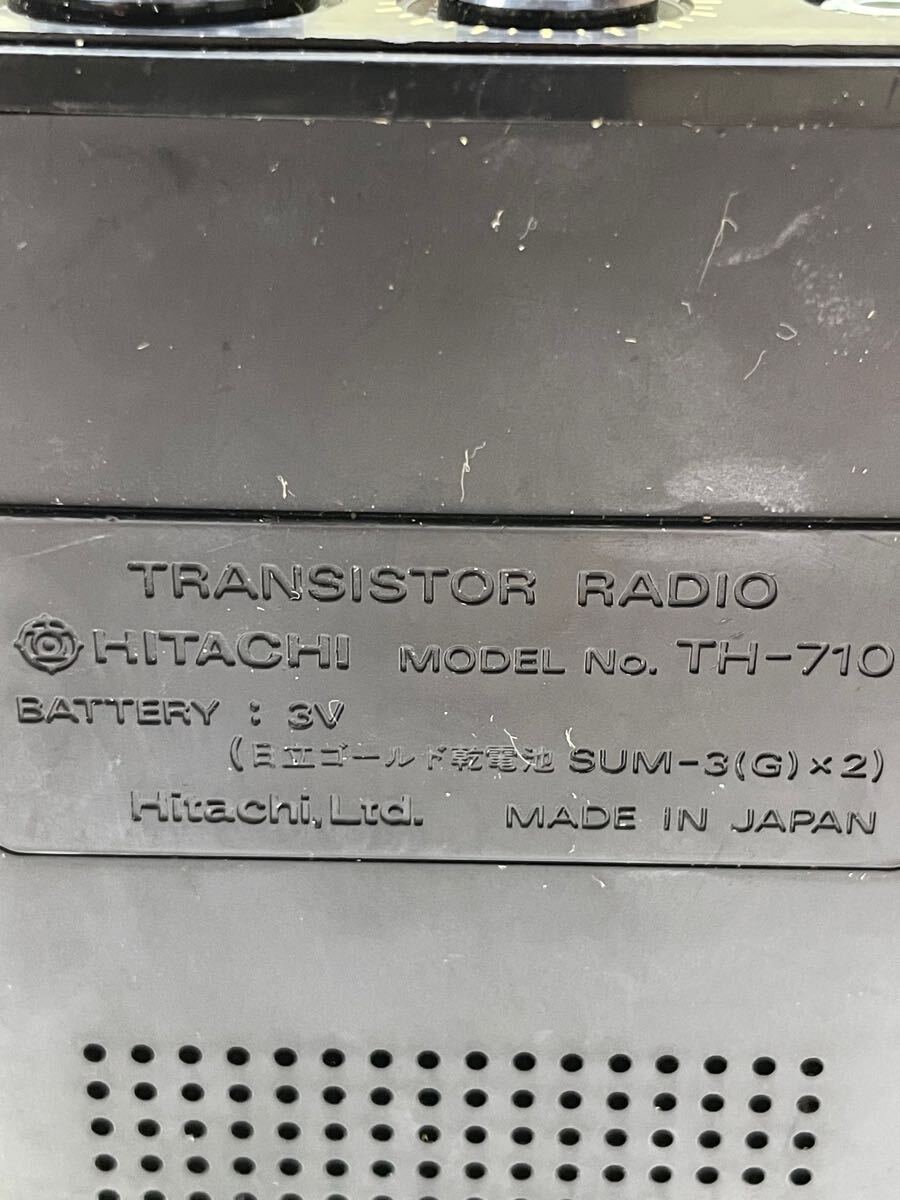 TRANSISTOR RADIO
HITACHI MODEL No. TH-710
BATTERY : 3V
(日立ゴールド乾電池 SUM-3(G)×2)
Hitachi, Ltd. MADE IN JAPAN